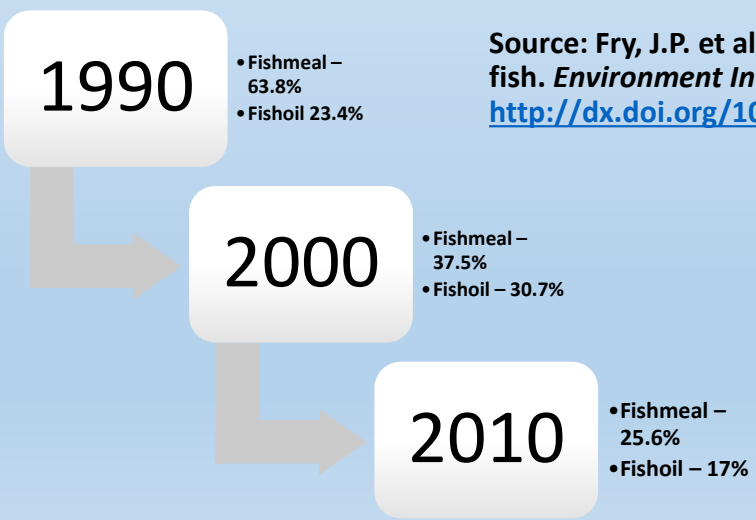 1990
•Fishmeal –
63.8%
•Fishoil 23.4%
Source: Fry, J.P. et al
fish. Environment In
http://dx.doi.org/10
2000
•Fishmeal –
37.5%
•Fishoil – 30.7%
2010
•Fishmeal –
25.6%
•Fishoil – 17%